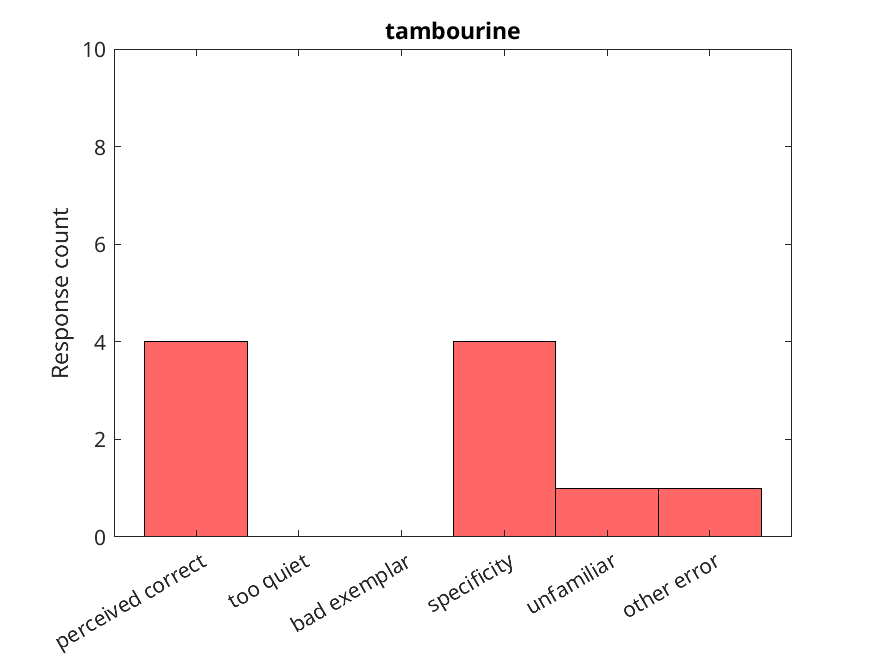 tambourine
10
8
6
4
2
0
Response count
perceived correct
too quiet
bad exemplar
specificity
unfamiliar
other error